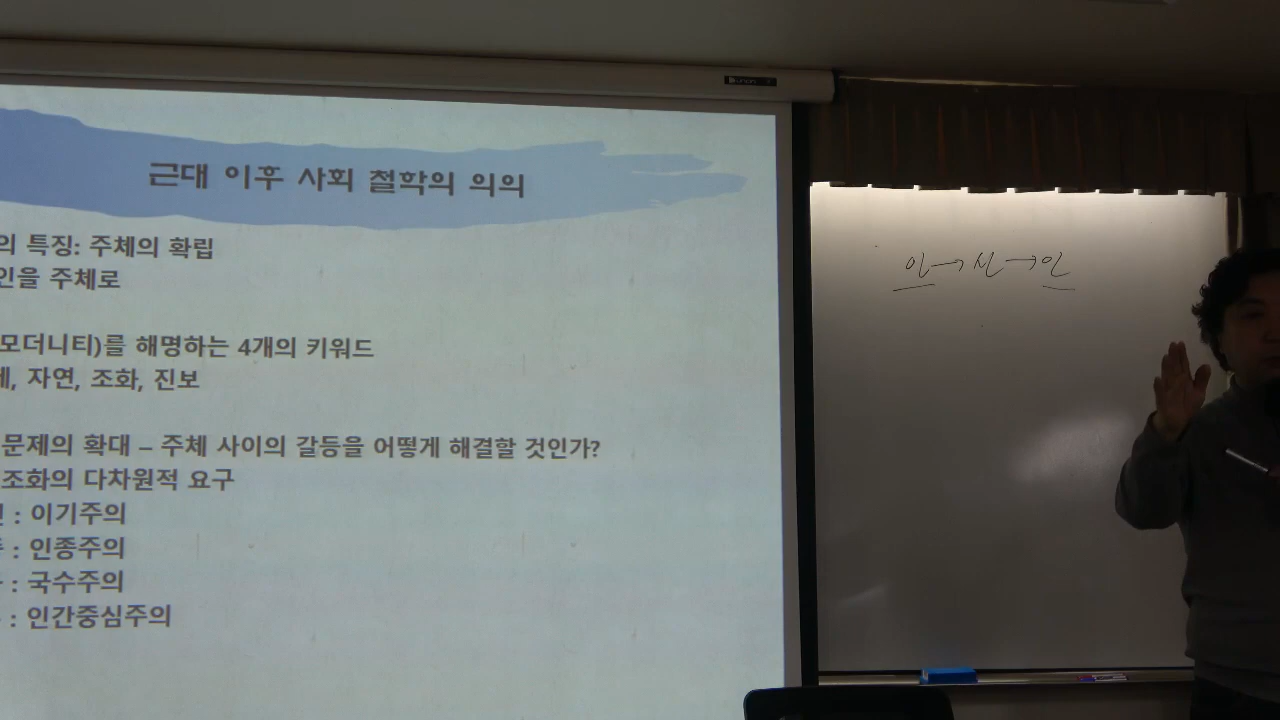 근대 이후 사회 철학의 의의
의 특징: 주체의 확립
인을 주체로
모더니티)를 해명하는 4개의 키워드
자연, 조화, 진보
문제의 확대 – 주체 사이의 갈등을 어떻게 해결할 것인가?
조화의 다차원적 요구
: 이기주의
: 인종주의
: 국수주의
: 인간중심주의
인→신→인